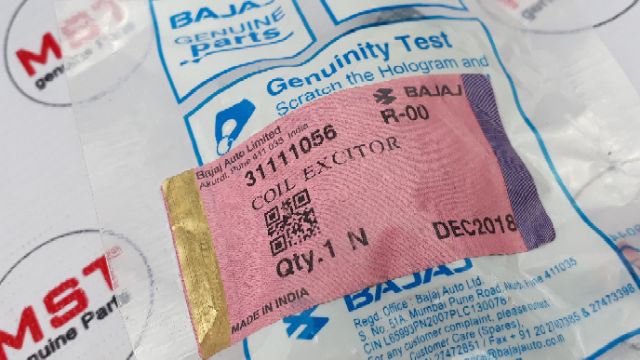 MST
genuine Parts
BAJAJ
GENUINE
parts
Genuinity Test
Scratch the Hologram and
BAJAJ
R-00
Bajaj Auto Limited
Akurdi, Pune 411 035 India
31111056
COIL EXCITOR
Qty.1 N
DEC2018
MADE IN INDIA
BAJAJ
Regd. Office : Bajaj Auto Ltd.
Mumbai Pune Road Akurdi, Pune 411035
For any customer complaint, please contact
Customer Care (Spares)
MST
Genuine Parts